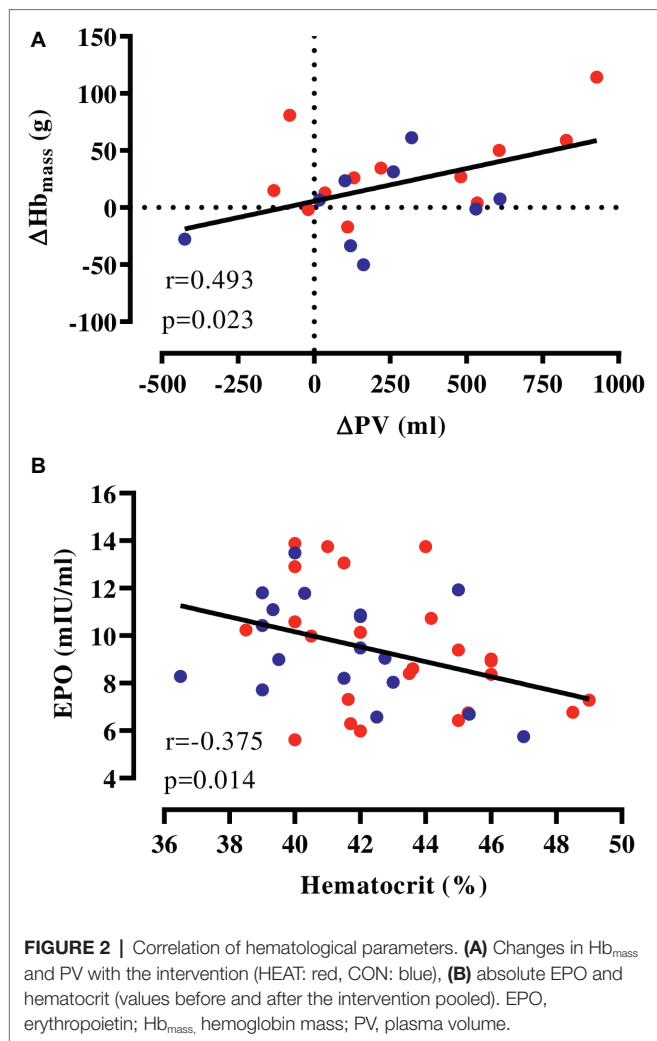 A
150
100
50
0
-50
-100
ΔHbmass (g)
r=0.493
p=0.023
-500 -250 0 250 500 750 1000
ΔPV (ml)
B
16
14
12
10
8
6
4
EPO (mIU/ml)
r=-0.375
p=0.014
36 38 40 42 44 46 48 50
Hematocrit (%)
FIGURE 2 | Correlation of hematological parameters. (A) Changes in Hbmass
and PV with the intervention (HEAT: red, CON: blue), (B) absolute EPO and
hematocrit (values before and after the intervention pooled). EPO,
erythropoietin; Hbmass, hemoglobin mass; PV, plasma volume.